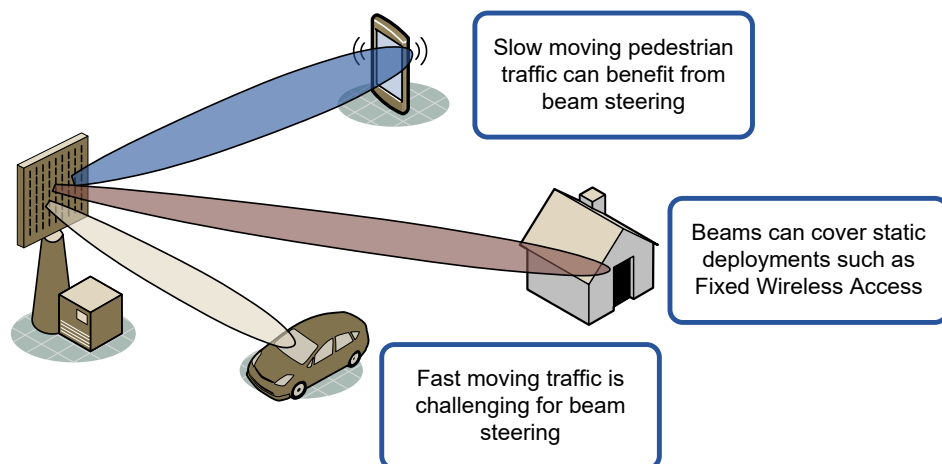 Slow moving pedestrian
traffic can benefit from
beam steering
Beams can cover static
deployments such as
Fixed Wireless Access
Fast moving traffic is
challenging for beam
steering